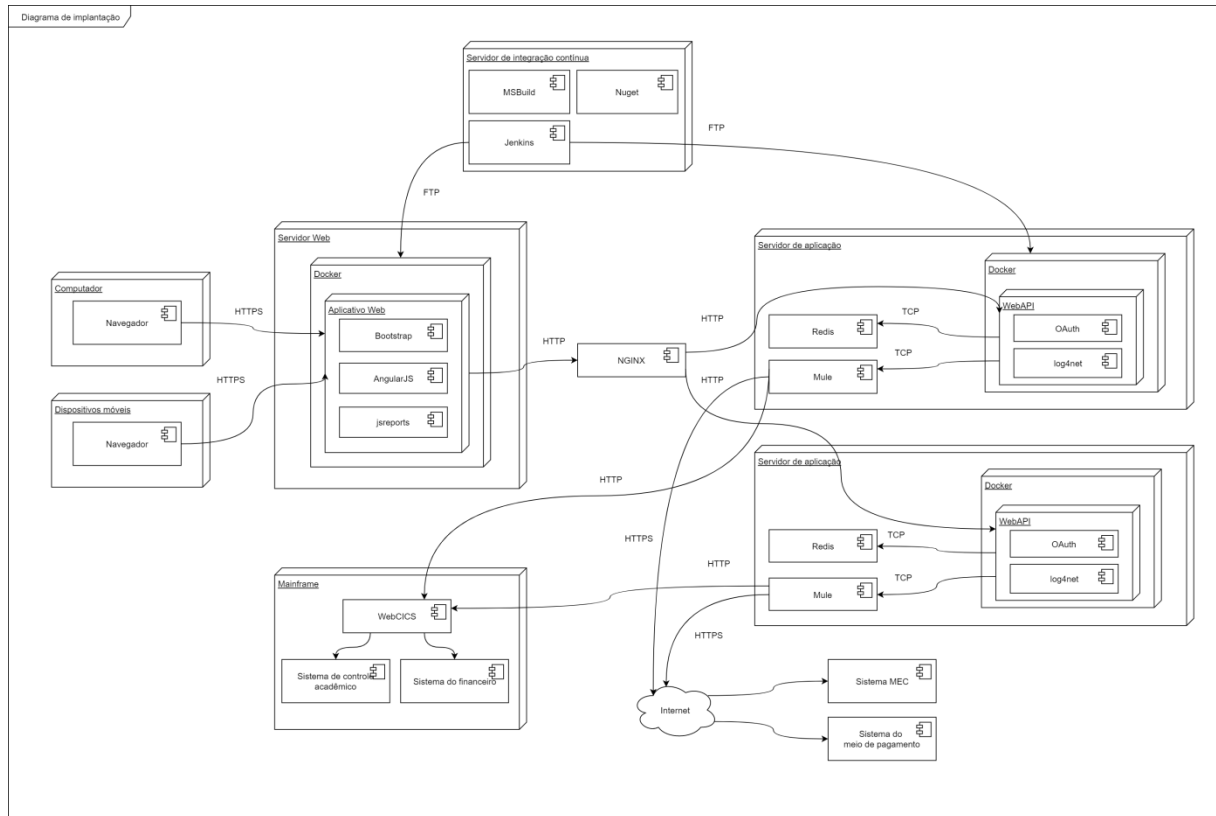 Diagrama de implantação
Servidor de integração contínua
MSBuild
Nuget
Jenkins
FTP
FTP
Servidor Web
Docker
Aplicativo Web
Bootstrap
AngularJS
jsreports
Computador
Navegador
HTTPS
Dispositivos móveis
Navegador
HTTPS
HTTP
NGINX
HTTP
HTTP
Servidor de aplicação
Docker
WebAPI
OAuth
log4net
Redis
TCP
Mule
TCP
Servidor de aplicação
Docker
WebAPI
OAuth
log4net
Redis
TCP
Mule
TCP
HTTP
HTTPS
HTTP
HTTPS
Mainframe
WebCICS
Sistema de controle
acadêmico
Sistema do financeiro
Internet
Sistema MEC
Sistema do
meio de pagamento